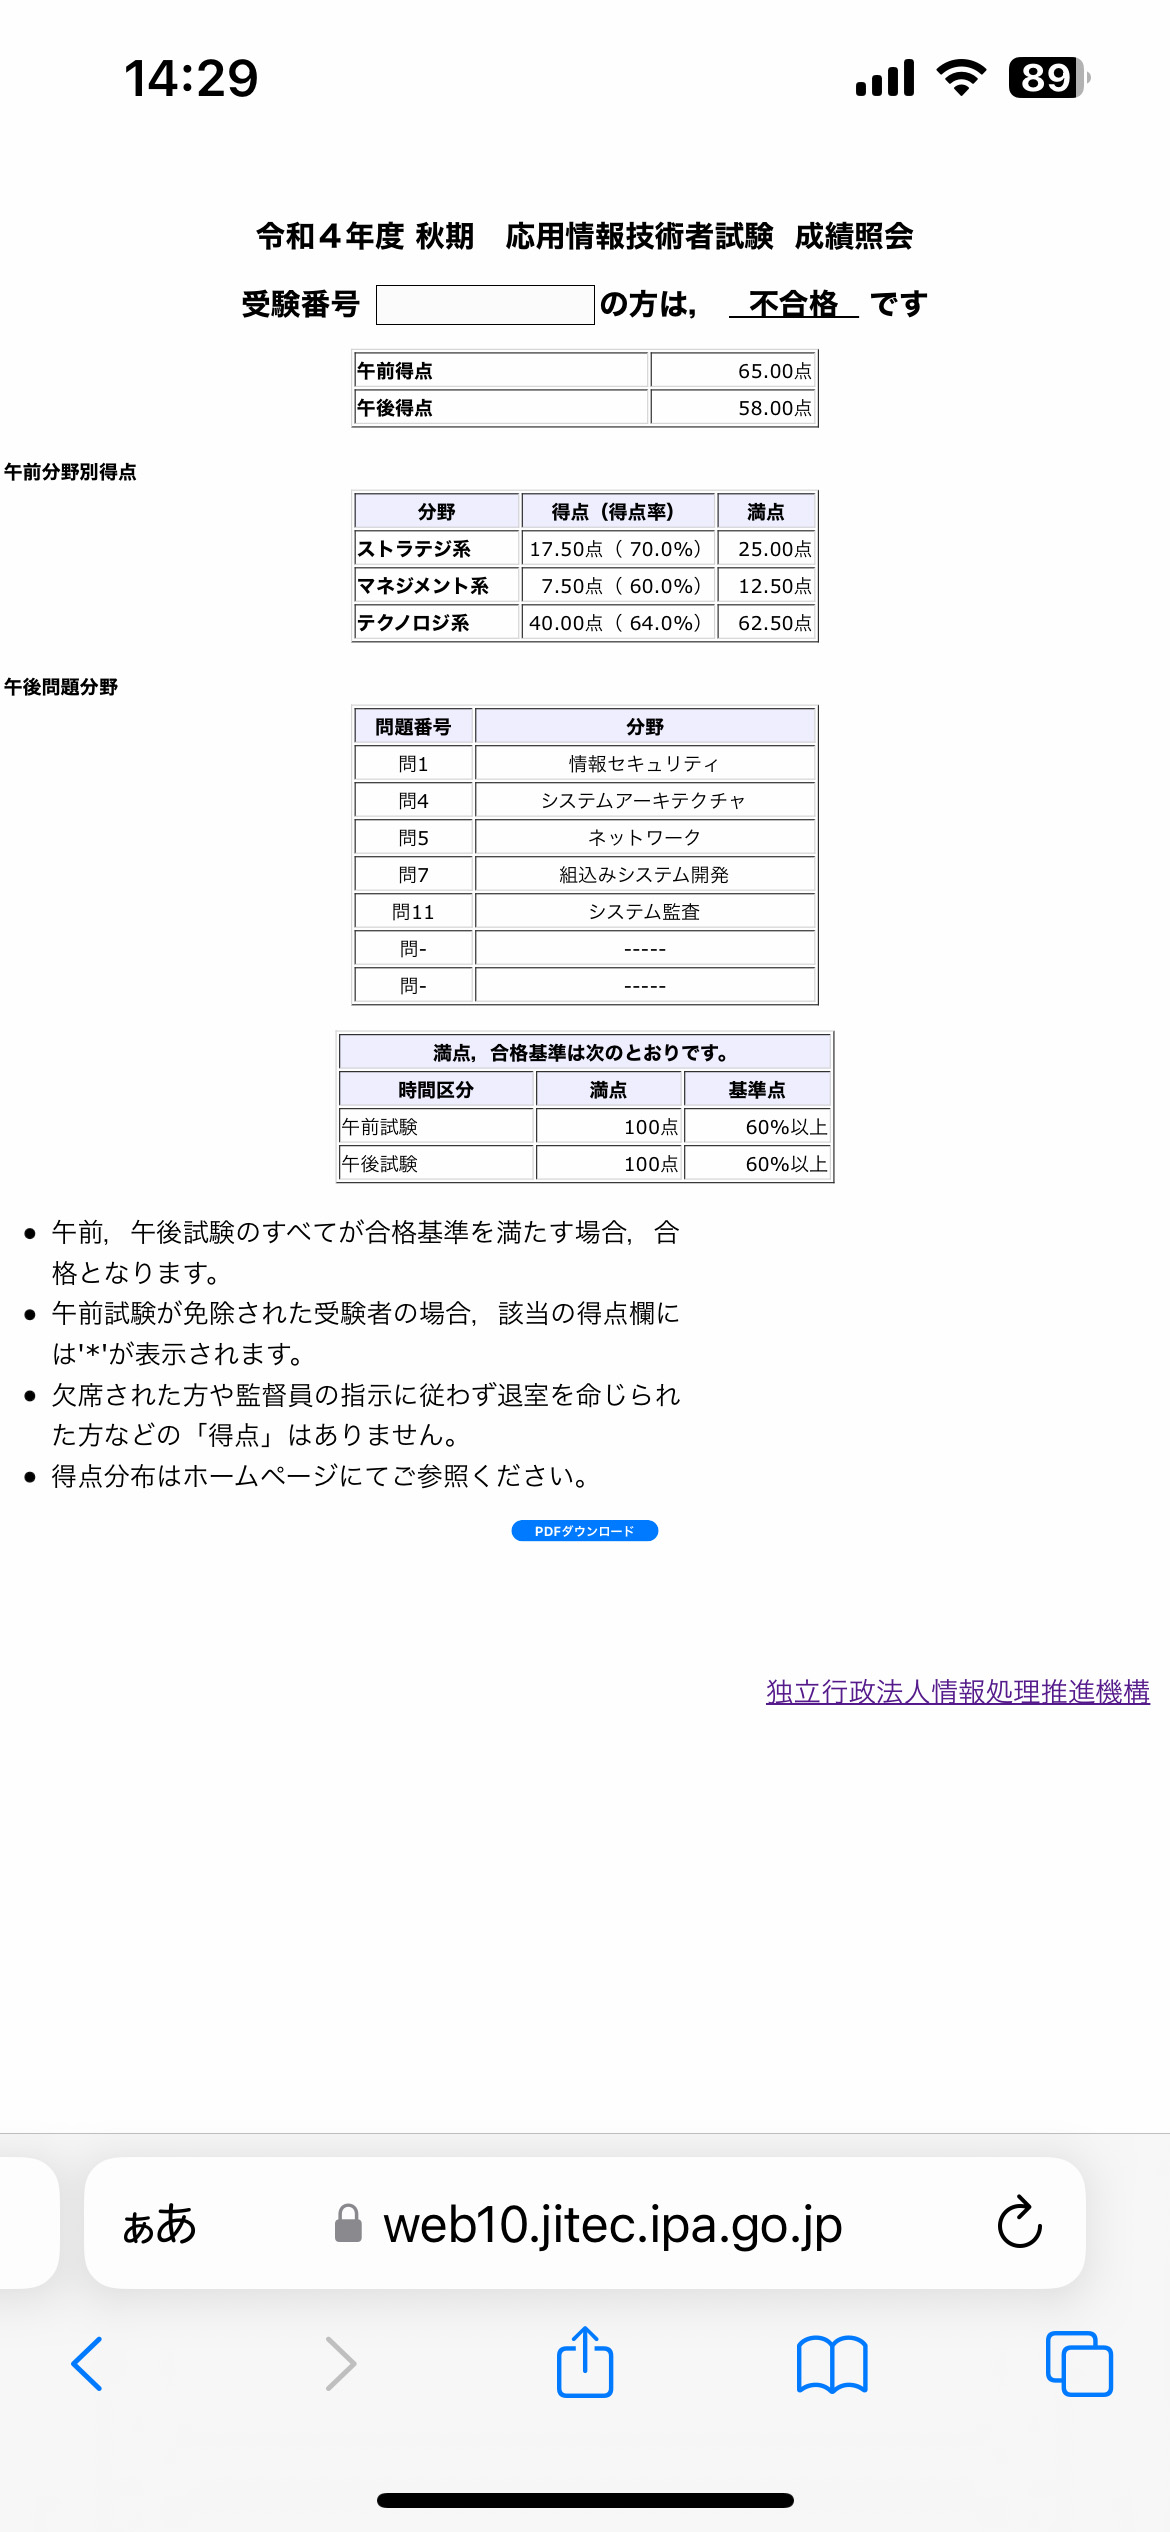 14:29
89
令和４年度 秋期　応用情報技術者試験 成績照会
受験番号 の方は， 不合格 です
午前得点 65.00点
午後得点 58.00点
午前分野別得点
分野 得点（得点率） 満点
ストラテジ系 17.50点（ 70.0%） 25.00点
マネジメント系 7.50点（ 60.0%） 12.50点
テクノロジ系 40.00点（ 64.0%） 62.50点
午後問題分野
問題番号 分野
問1 情報セキュリティ
問4 システムアーキテクチャ
問5 ネットワーク
問7 組込みシステム開発
問11 システム監査
問- -----
問- -----
満点，合格基準は次のとおりです。
時間区分 満点 基準点
午前試験 100点 60%以上
午後試験 100点 60%以上
● 午前，午後試験のすべてが合格基準を満たす場合，合
格となります。
● 午前試験が免除された受験者の場合，該当の得点欄に
は'*'が表示されます。
● 欠席された方や監督員の指示に従わず退室を命じられ
た方などの「得点」はありません。
● 得点分布はホームページにてご参照ください。
PDFダウンロード
独立行政法人情報処理推進機構
ぁあ web10.jitec.ipa.go.jp